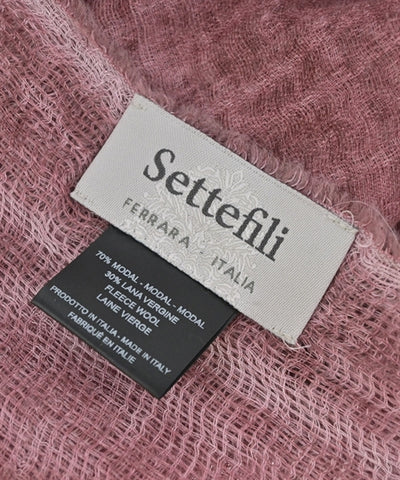 Settefili
FERRARA · ITALIA
70% MODAL - MODAL - MODAL
30% LANA VERGINE
FLEECE WOOL
LAINE VIERGE
PRODOTTO IN ITALIA - MADE IN ITALY
FABRIQUÉ EN ITALIE